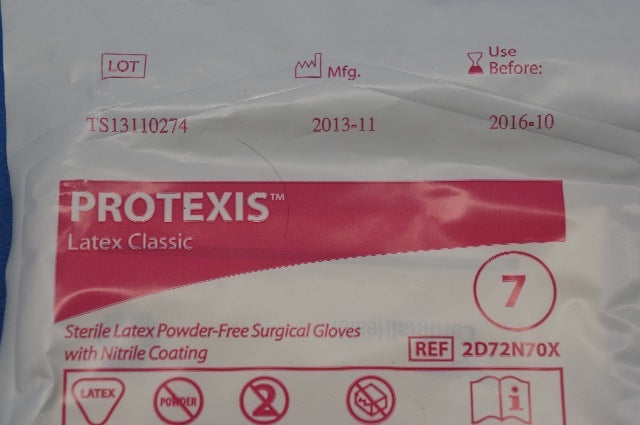 LOT
Mfg.
Use
Before:
TS13110274
2013-11
2016-10
PROTEXIS™
Latex Classic
7
Sterile Latex Powder-Free Surgical Gloves
with Nitrile Coating
REF 2D72N70X
LATEX
POWDER
2
i